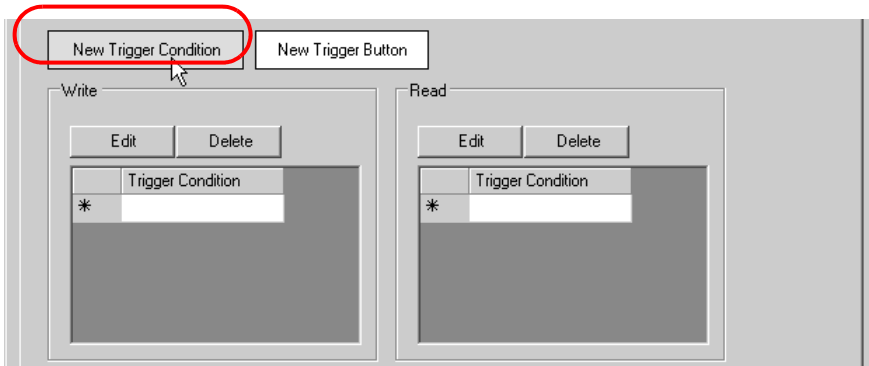 New Trigger Condition
New Trigger Button
Write
Edit
Delete
Trigger Condition
*
Read
Edit
Delete
Trigger Condition
*